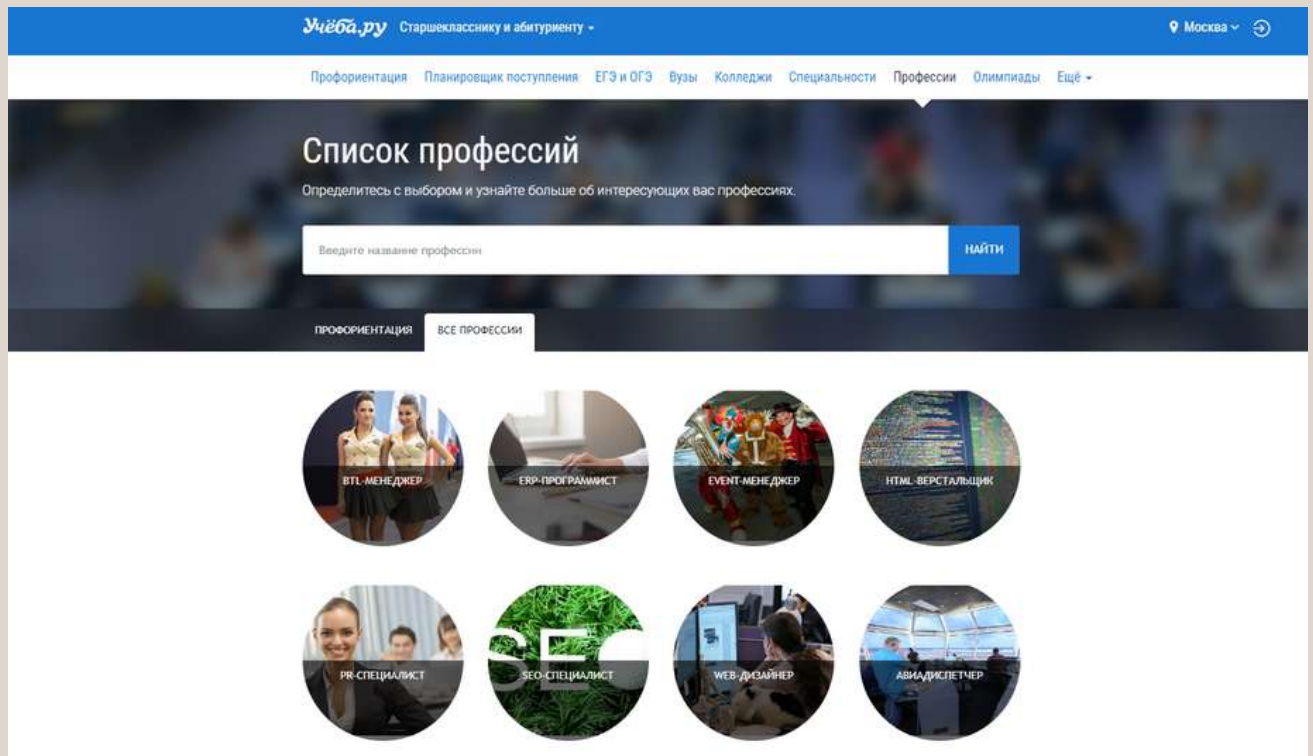 Учёба.ру Старшекласснику и абитуриенту Москва
Профориентация Планировщик поступления ЕГЭ и ОГЭ Вузы Колледжи Специальности Профессии Олимпиады Ещё
Список профессий
Определитесь с выбором и узнайте больше об интересующих вас профессиях.
Введите название профессии НАЙТИ
ПРОФОРИЕНТАЦИЯ ВСЕ ПРОФЕССИИ
BTL-МЕНЕДЖЕР ERP-ПРОГРАММИСТ EVENT-МЕНЕДЖЕР HTML-ВЕРСТАЛЬЩИК
SEO
PR-СПЕЦИАЛИСТ SEO-СПЕЦИАЛИСТ WEB-ДИЗАЙНЕР АВИАДИСПЕТЧЕР